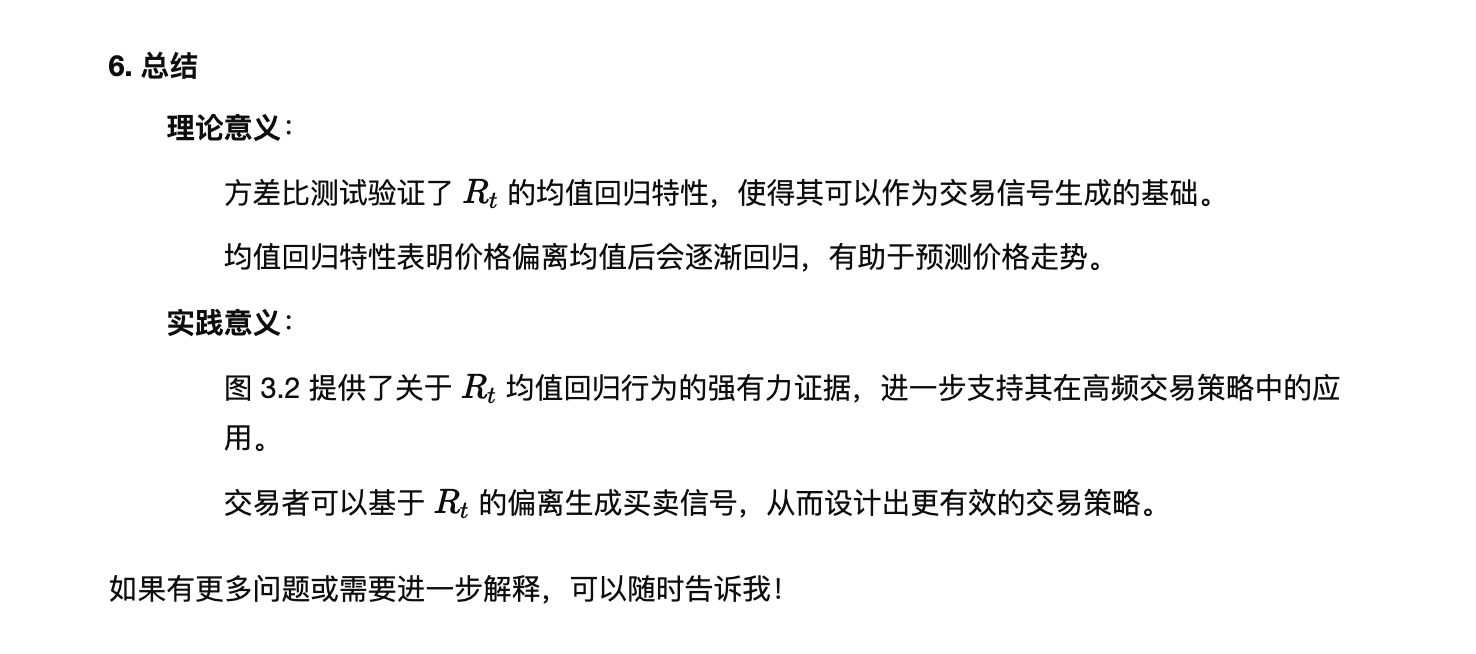 6. 总结
理论意义：
方差比测试验证了 Rₜ 的均值回归特性，使得其可以作为交易信号生成的基础。
均值回归特性表明价格偏离均值后会逐渐回归，有助于预测价格走势。
实践意义：
图 3.2 提供了关于 Rₜ 均值回归行为的强有力证据，进一步支持其在高频交易策略中的应
用。
交易者可以基于 Rₜ 的偏离生成买卖信号，从而设计出更有效的交易策略。
如果有更多问题或需要进一步解释，可以随时告诉我！